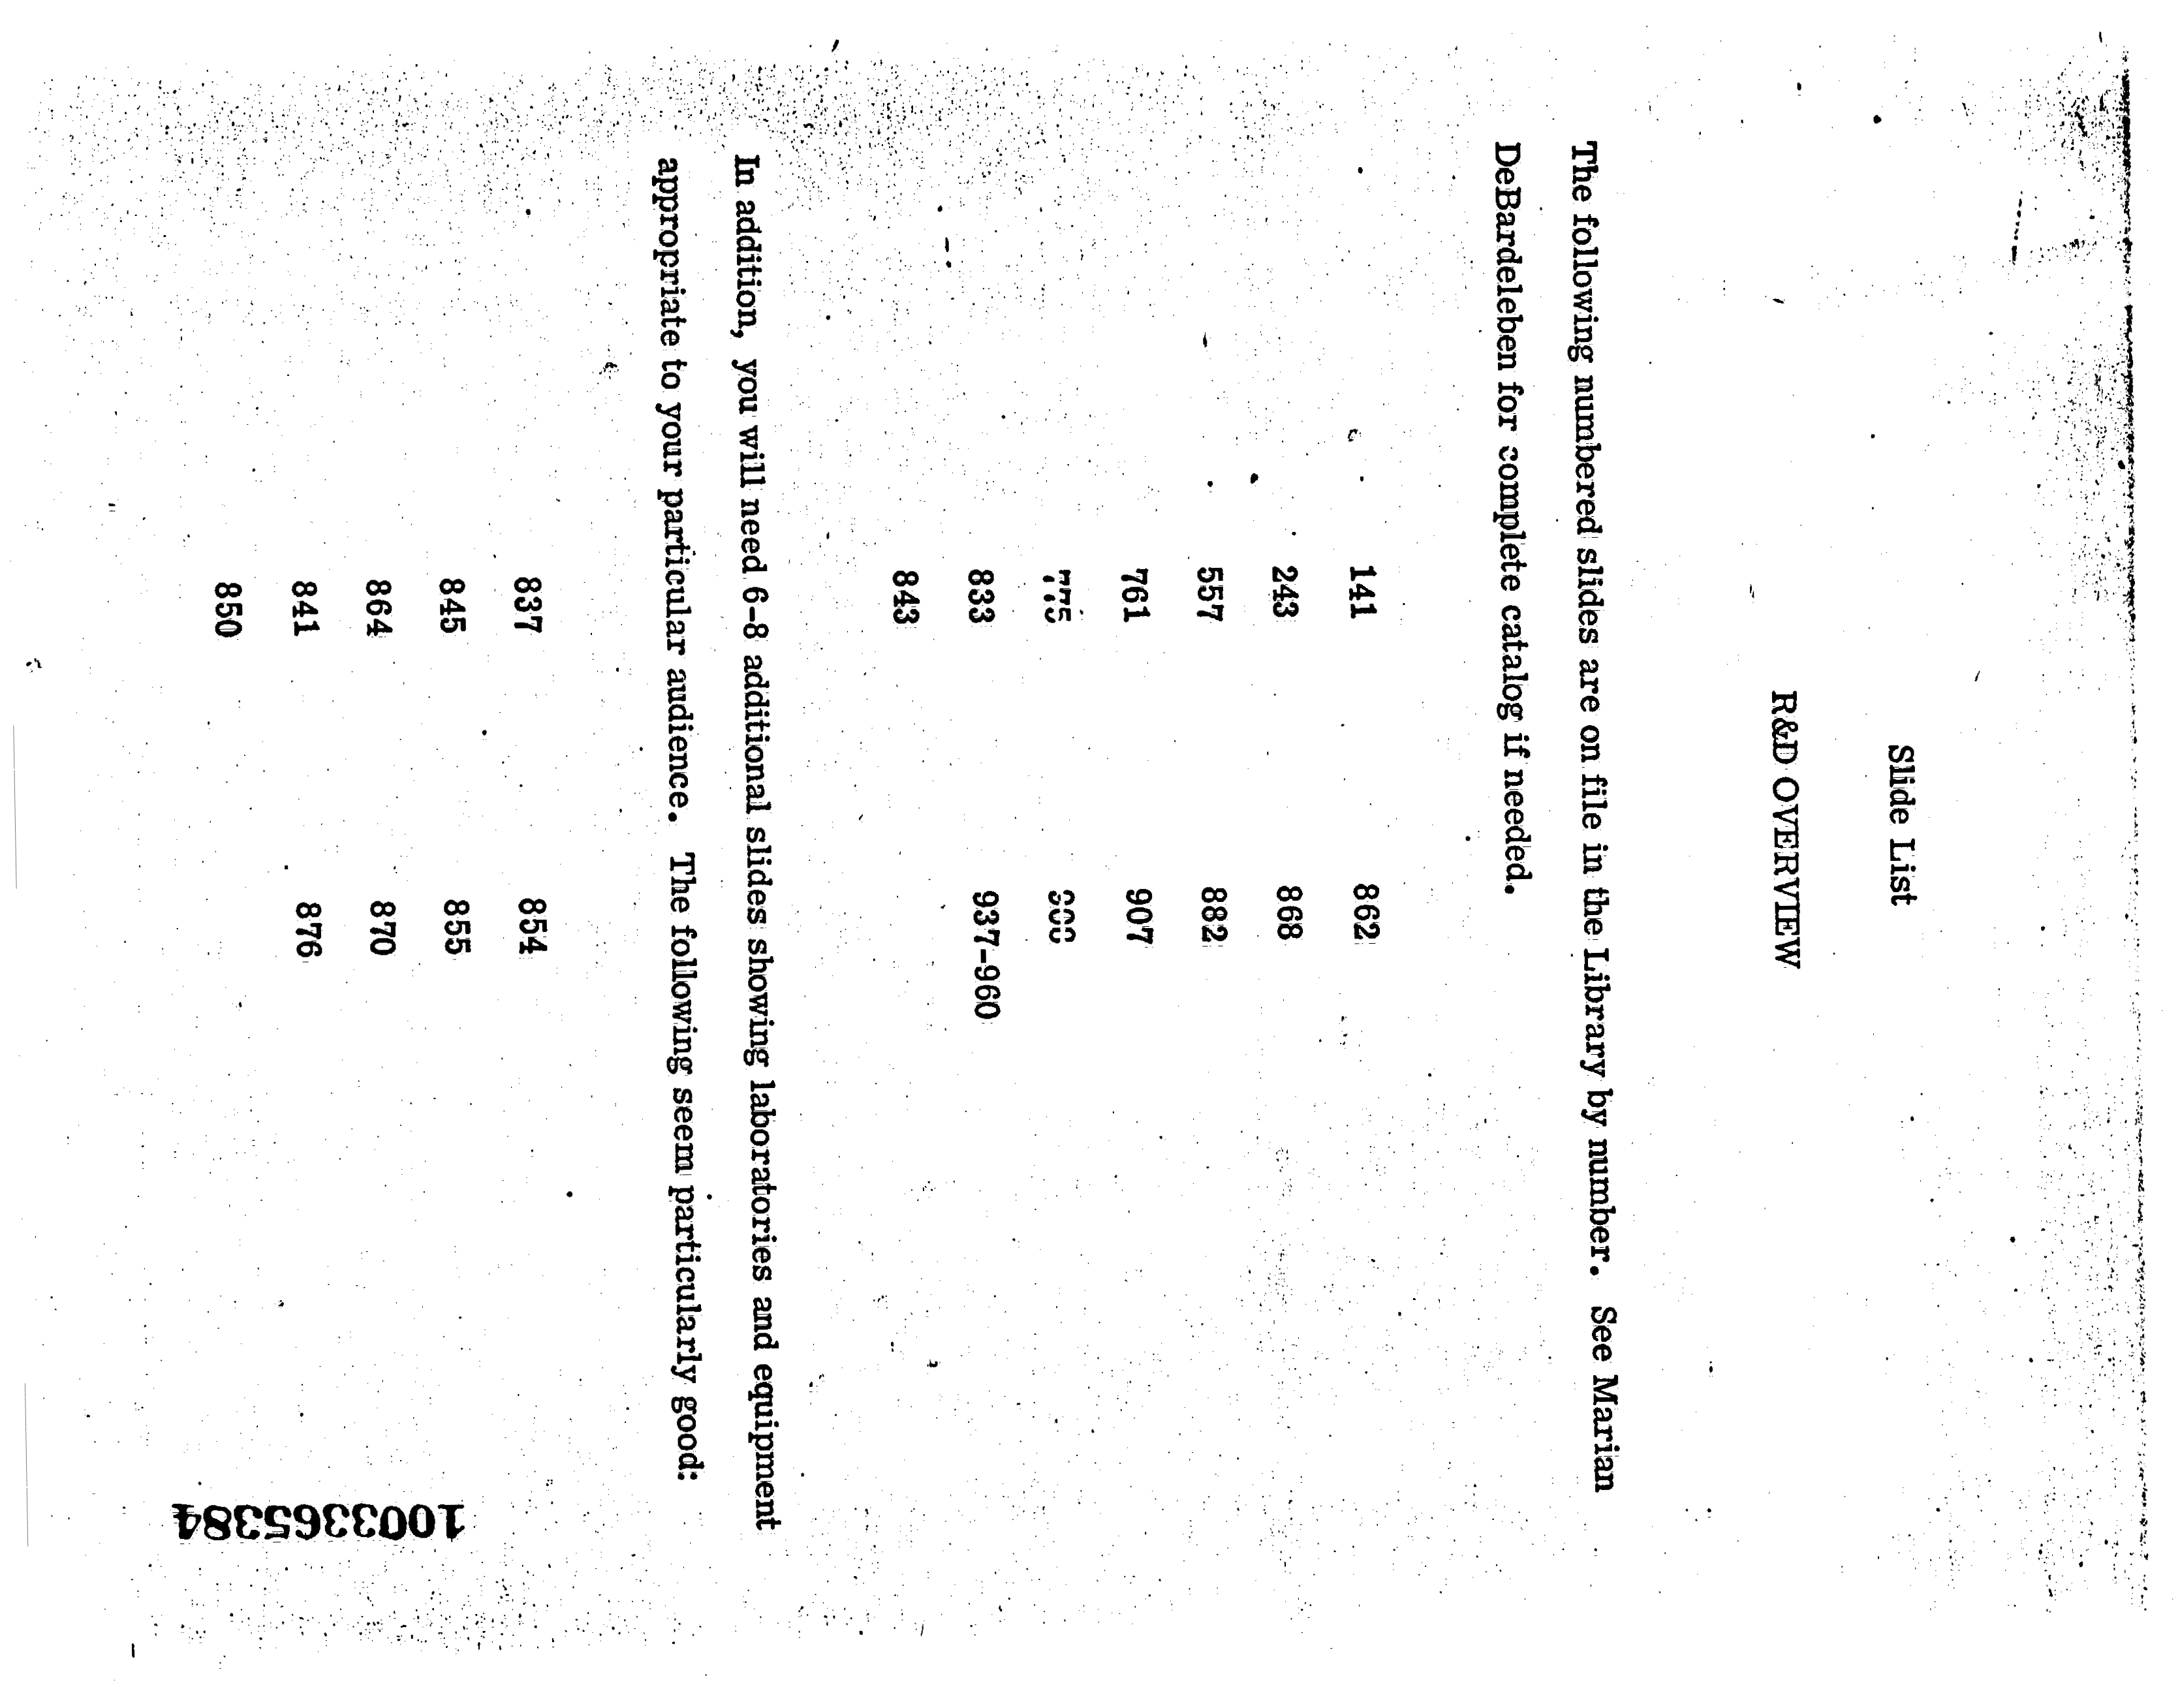 Slide List
R&D OVERVIEW
The following numbered slides are on file in the Library by number. See Marian
DeBardeleben for complete catalog if needed.
141 862
243 868
557 882
761 907
775
833 937-960
843
In addition, you will need 6-8 additional slides showing laboratories and equipment
appropriate to your particular audience. The following seem particularly good:
837 854
845 855
864 870
841 876
850
1003365384